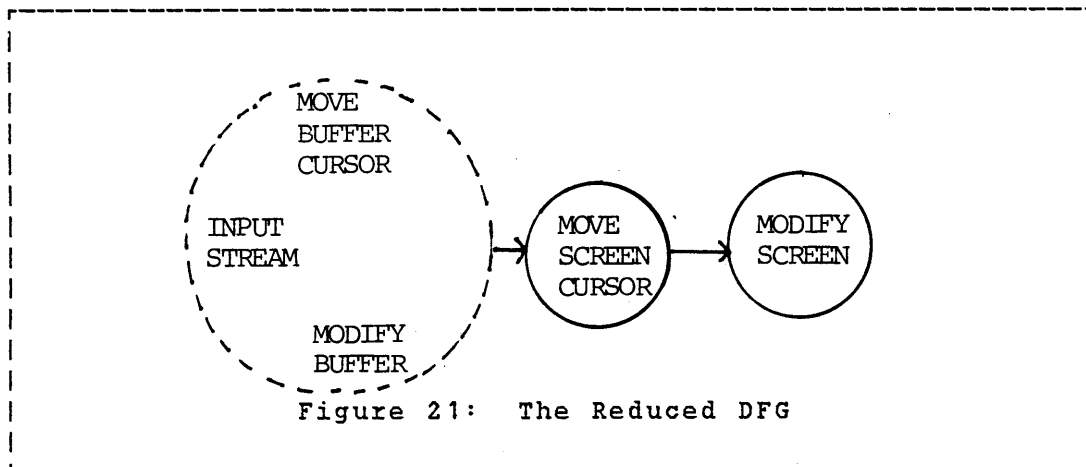 MOVE
BUFFER
CURSOR
INPUT
STREAM
MODIFY
BUFFER
MOVE
SCREEN
CURSOR
MODIFY
SCREEN
Figure 21: The Reduced DFG